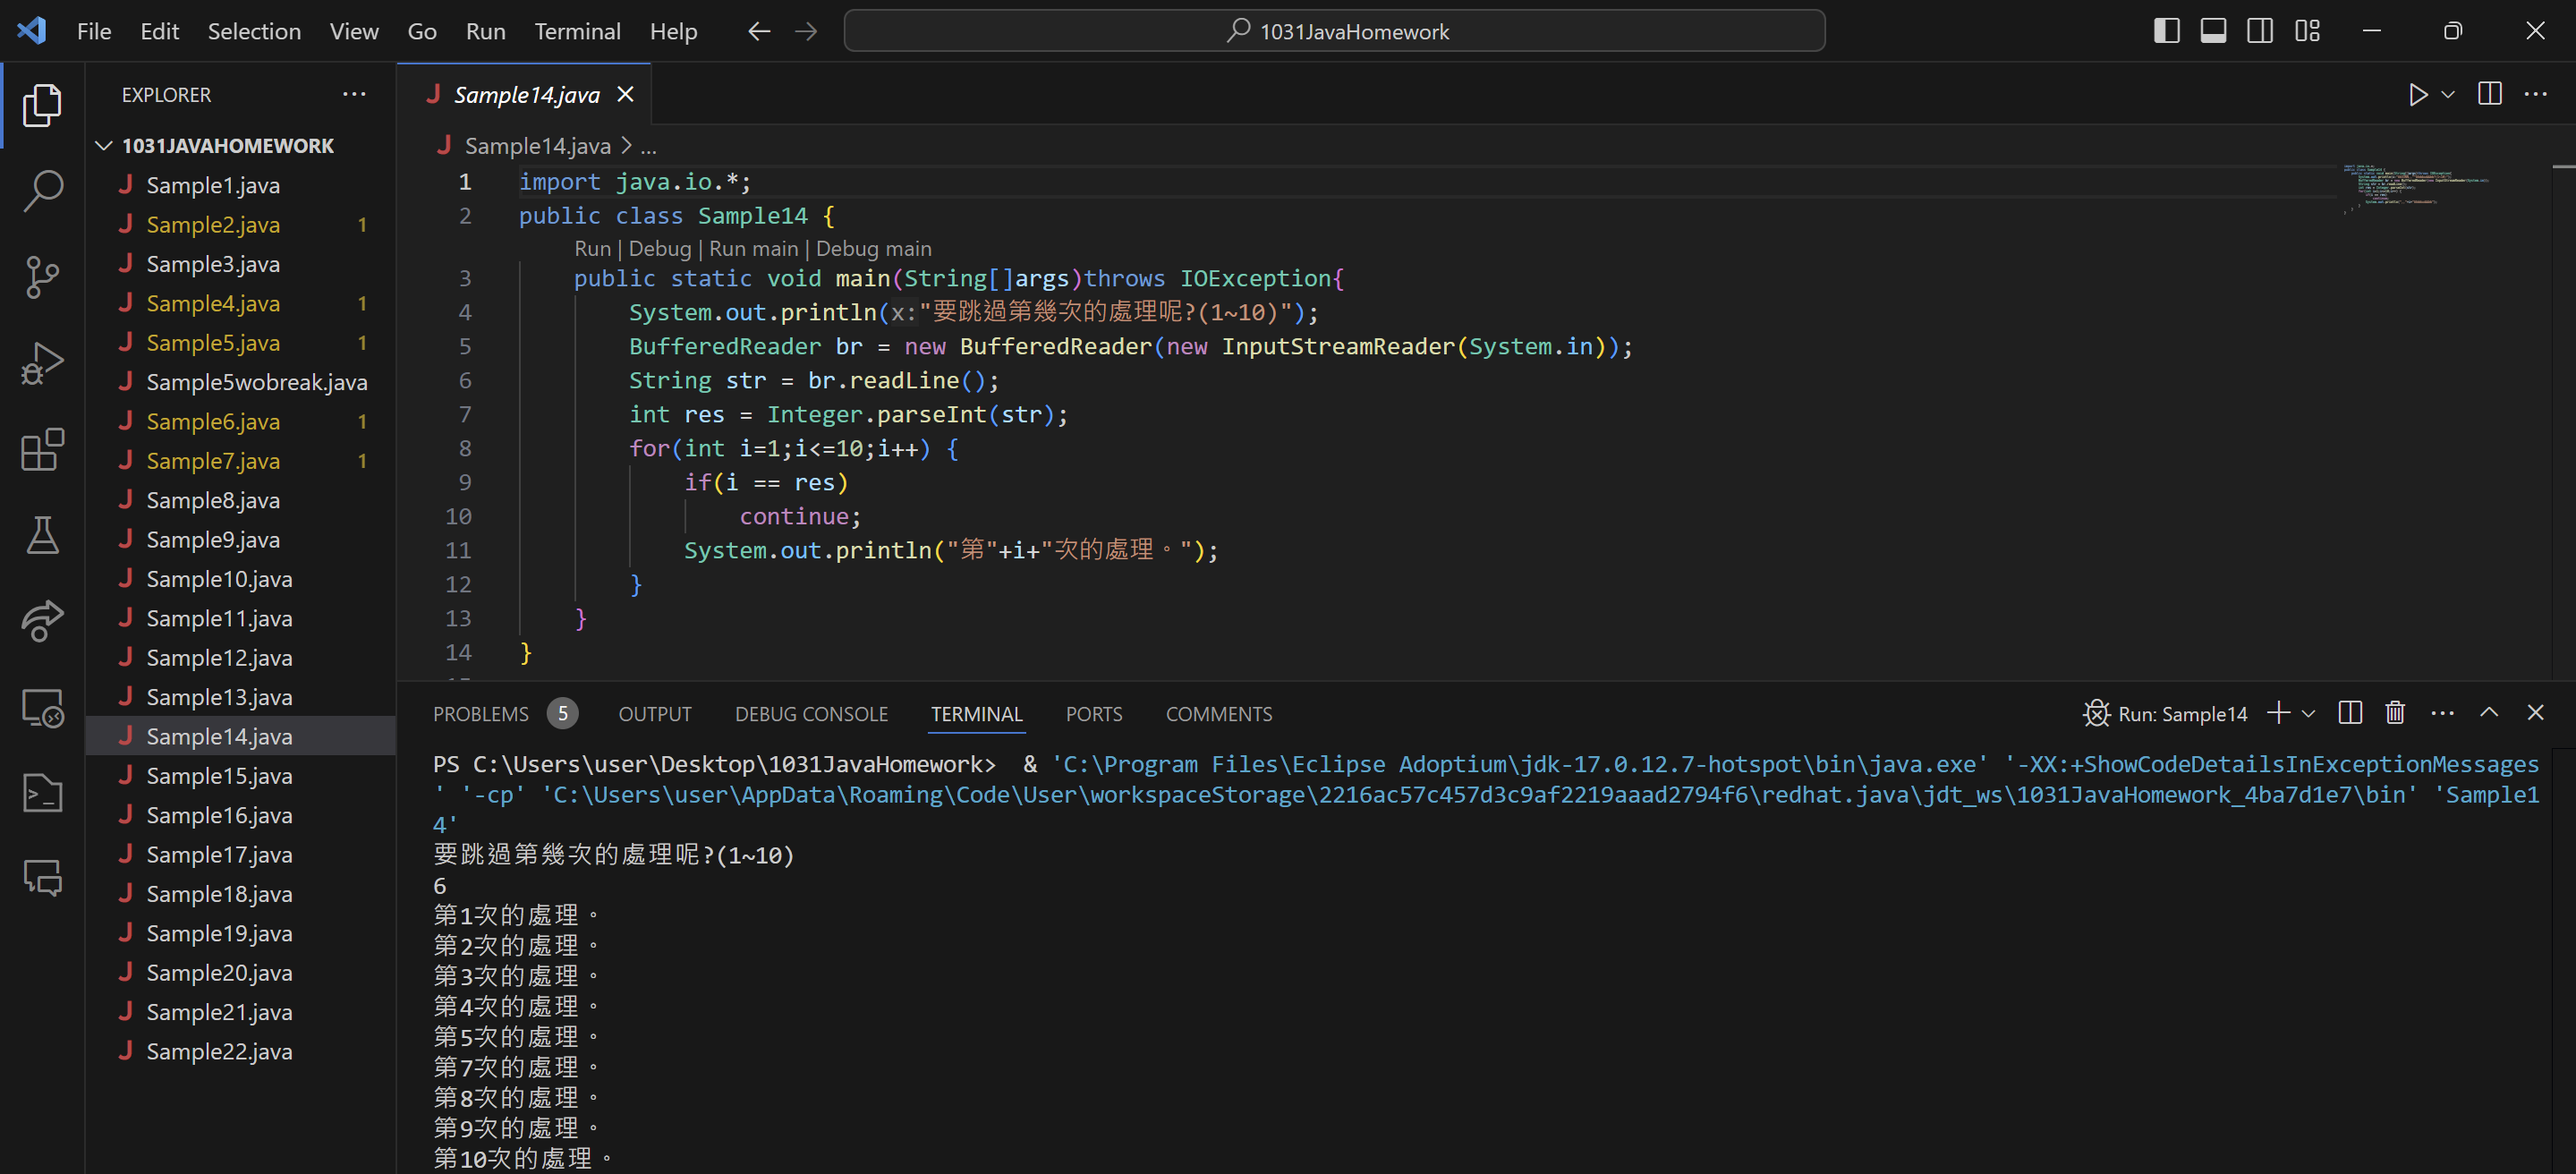 File Edit Selection View Go Run Terminal Help
1031JavaHomework
EXPLORER
1031JAVAHOMEWORK
Sample1.java
Sample2.java 1
Sample3.java
Sample4.java 1
Sample5.java 1
Sample5wobreak.java
Sample6.java 1
Sample7.java 1
Sample8.java
Sample9.java
Sample10.java
Sample11.java
Sample12.java
Sample13.java
Sample14.java
Sample15.java
Sample16.java
Sample17.java
Sample18.java
Sample19.java
Sample20.java
Sample21.java
Sample22.java
Sample14.java
Sample14.java > ...
1 import java.io.*;
2 public class Sample14 {
Run | Debug | Run main | Debug main
3 public static void main(String[]args)throws IOException{
4 System.out.println(x:"要跳過第幾次的處理呢?(1~10)");
5 BufferedReader br = new BufferedReader(new InputStreamReader(System.in));
6 String str = br.readLine();
7 int res = Integer.parseInt(str);
8 for(int i=1;i<=10;i++) {
9 if(i == res)
10 continue;
11 System.out.println("第"+i+"次的處理。");
12 }
13 }
14 }
PROBLEMS 5 OUTPUT DEBUG CONSOLE TERMINAL PORTS COMMENTS
Run: Sample14
PS C:\Users\user\Desktop\1031JavaHomework>  & 'C:\Program Files\Eclipse Adoptium\jdk-17.0.12.7-hotspot\bin\java.exe' '-XX:+ShowCodeDetailsInExceptionMessages
' '-cp' 'C:\Users\user\AppData\Roaming\Code\User\workspaceStorage\2216ac57c457d3c9af2219aaad2794f6\redhat.java\jdt_ws\1031JavaHomework_4ba7d1e7\bin' 'Sample1
4'
要跳過第幾次的處理呢?(1~10)
6
第1次的處理。
第2次的處理。
第3次的處理。
第4次的處理。
第5次的處理。
第7次的處理。
第8次的處理。
第9次的處理。
第10次的處理。